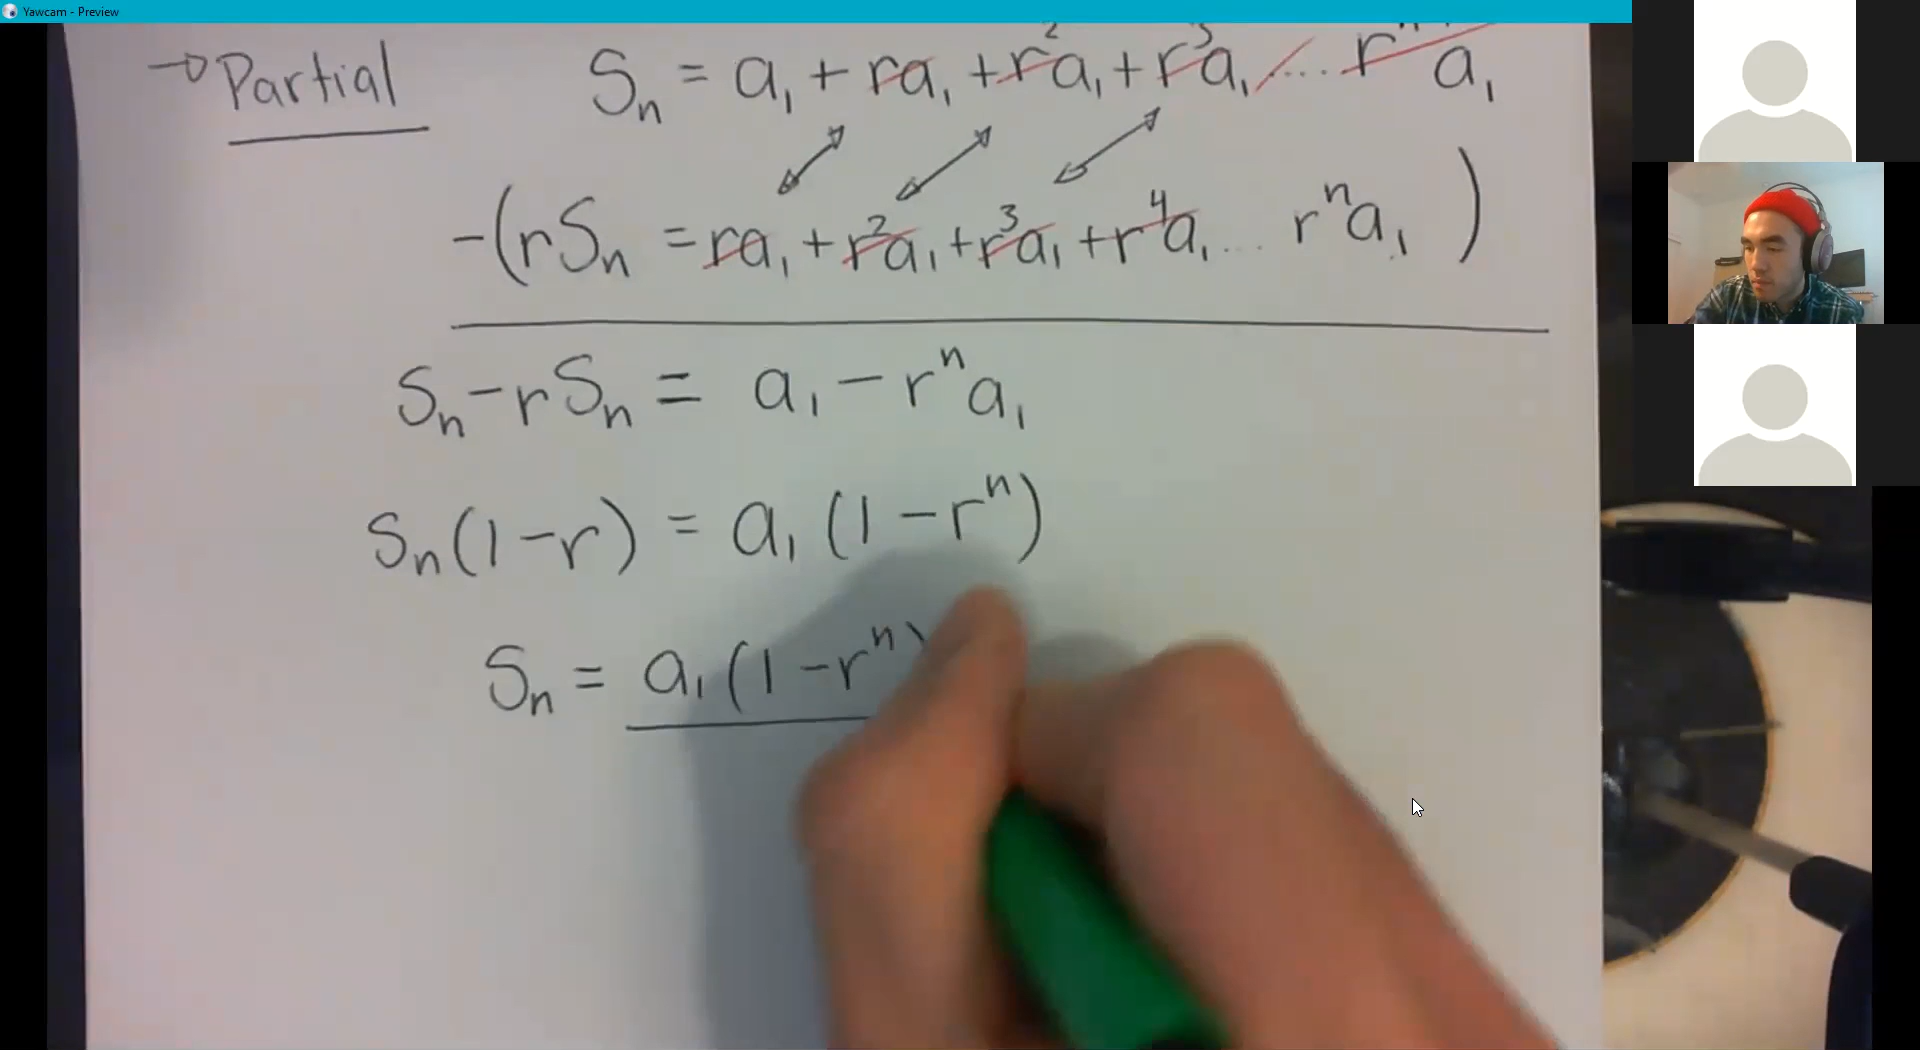 Yawcam - Preview
→ Partial Sₙ = a₁ + ra₁ + r²a₁ + r³a₁ ... rⁿ a₁
-(rSₙ = ra₁ + r²a₁ + r³a₁ + r⁴a₁ ... rⁿa₁ )
Sₙ - rSₙ = a₁ - rⁿa₁
Sₙ(1-r) = a₁ (1-rⁿ)
Sₙ = a₁ (1-rⁿ)